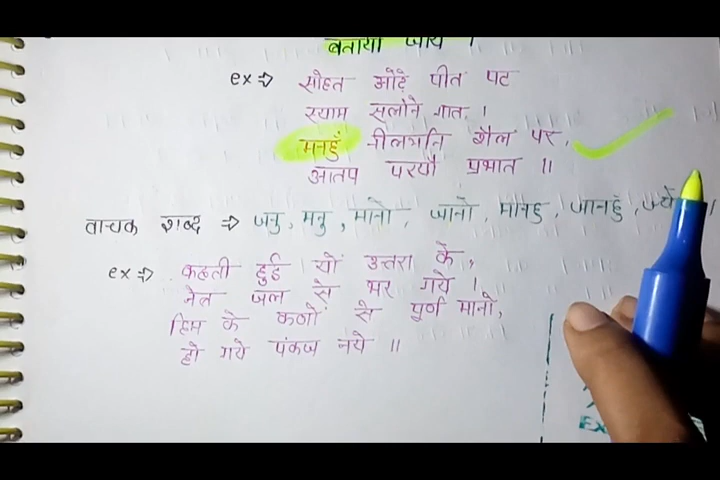 बताया जाये ।
ex ⇒ सोहत ओढ़े पीत पट
स्याम सलोने गात ।
मनहुँ नीलमनि शैल पर,
आतप परयौ प्रभात ॥
वाचक शब्द ⇒ जनु, मनु, मानो, जानो, मानहु, जानहुँ, ॥
ex ⇒ कहती हुई यों उत्तरा के,
नेत्र जल से भर गये ।
हिम के कणों से पूर्ण मानो,
हो गये पंकज नये ॥